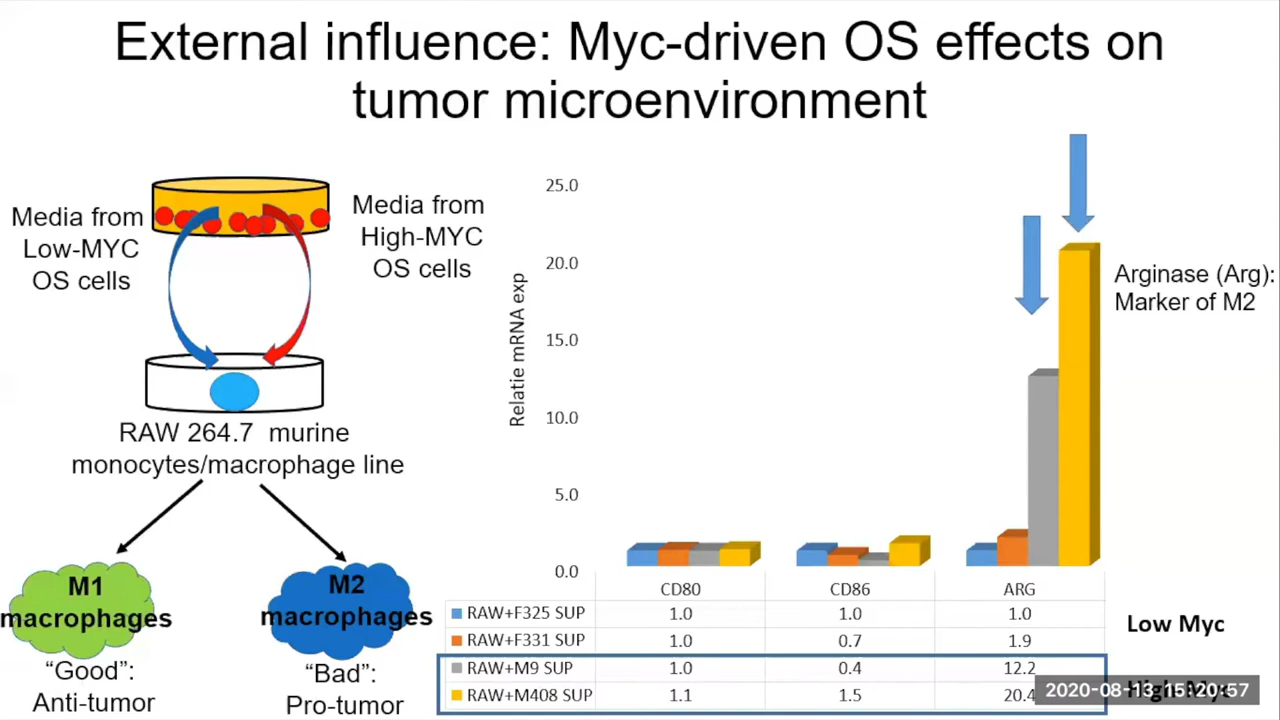 External influence: Myc-driven OS effects on
tumor microenvironment
Media from
Low-MYC
OS cells
Media from
High-MYC
OS cells
RAW 264.7 murine
monocytes/macrophage line
M1
macrophages
"Good":
Anti-tumor
M2
macrophages
"Bad":
Pro-tumor
Relatie mRNA exp
25.0
20.0
15.0
10.0
5.0
0.0
Arginase (Arg):
Marker of M2
CD80 CD86 ARG
RAW+F325 SUP 1.0 1.0 1.0
RAW+F331 SUP 1.0 0.7 1.9
RAW+M9 SUP 1.0 0.4 12.2
RAW+M408 SUP 1.1 1.5 20.4
Low Myc
High Myc
2020-08-13 15:20:57